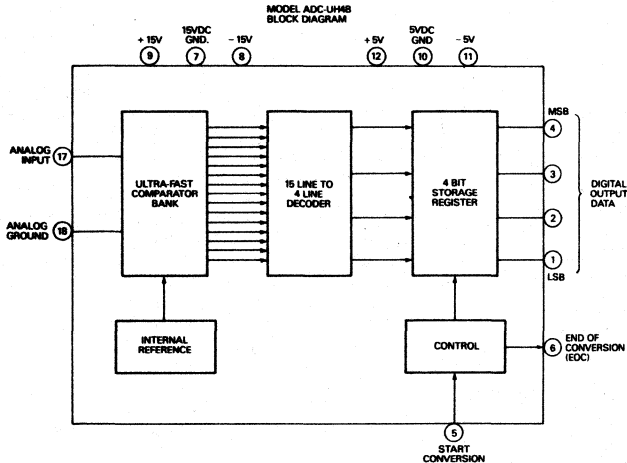 MODEL ADC-UH4B
BLOCK DIAGRAM
+ 15V
15VDC
GND.
- 15V
+ 5V
5VDC
GND
- 5V
9
7
8
12
10
11
ANALOG
INPUT
17
ANALOG
GROUND
18
ULTRA-FAST
COMPARATOR
BANK
15 LINE TO
4 LINE
DECODER
4 BIT
STORAGE
REGISTER
MSB
4
3
2
1
LSB
DIGITAL
OUTPUT
DATA
INTERNAL
REFERENCE
CONTROL
6
END OF
CONVERSION
(EOC)
5
START
CONVERSION